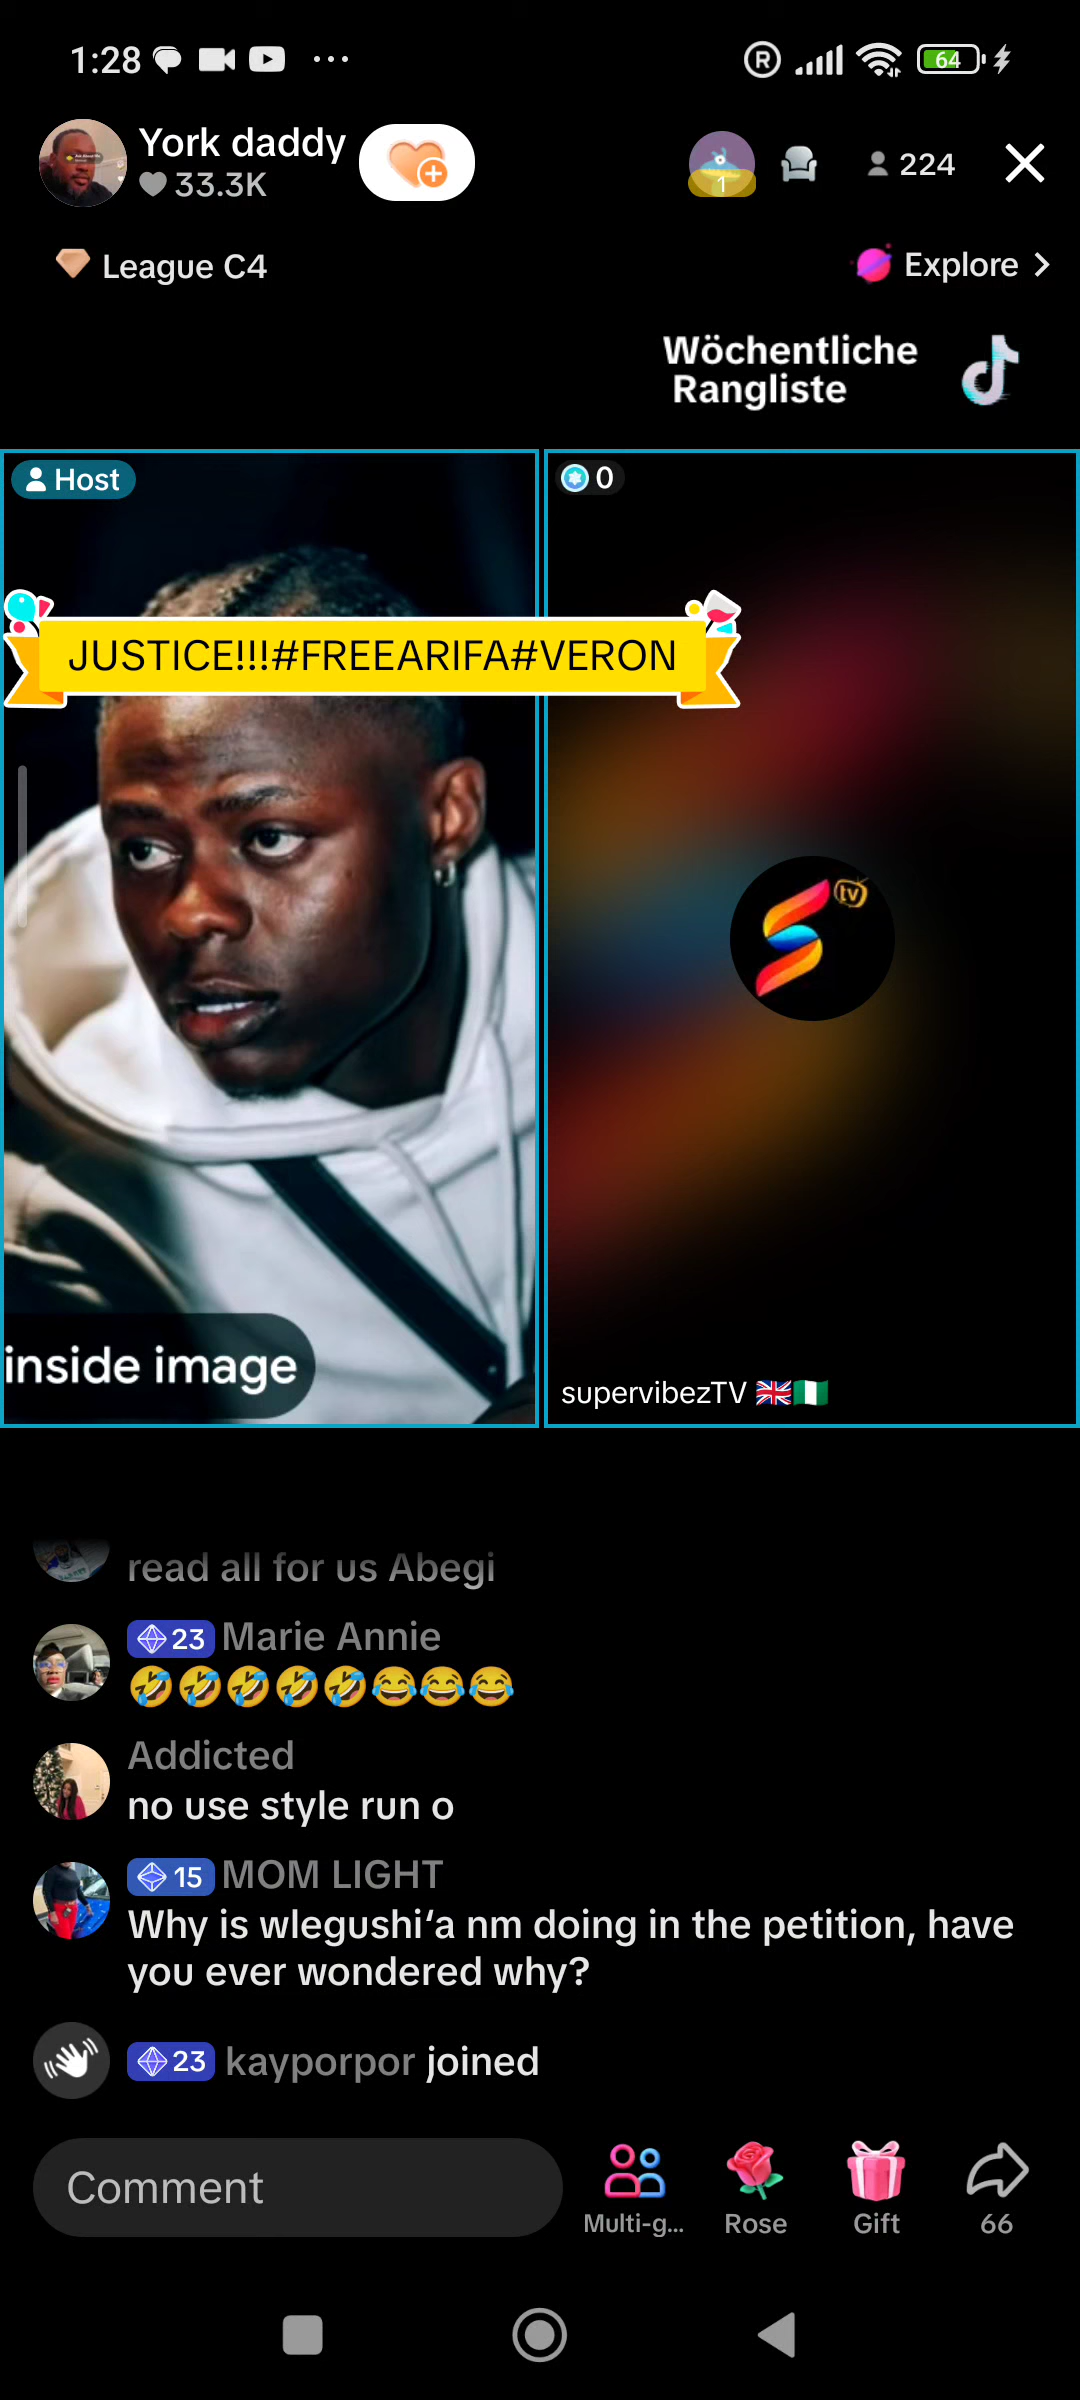 1:28
R
64
York daddy
33.3K
1
224
League C4
Explore
Wöchentliche
Rangliste
Host
0
JUSTICE!!!#FREEARIFA#VERON
tv
inside image
supervibezTV
read all for us Abegi
23 Marie Annie
Addicted
no use style run o
15 MOM LIGHT
Why is wlegushi‘a nm doing in the petition, have
you ever wondered why?
23 kayporpor joined
Comment
Multi-g...
Rose
Gift
66